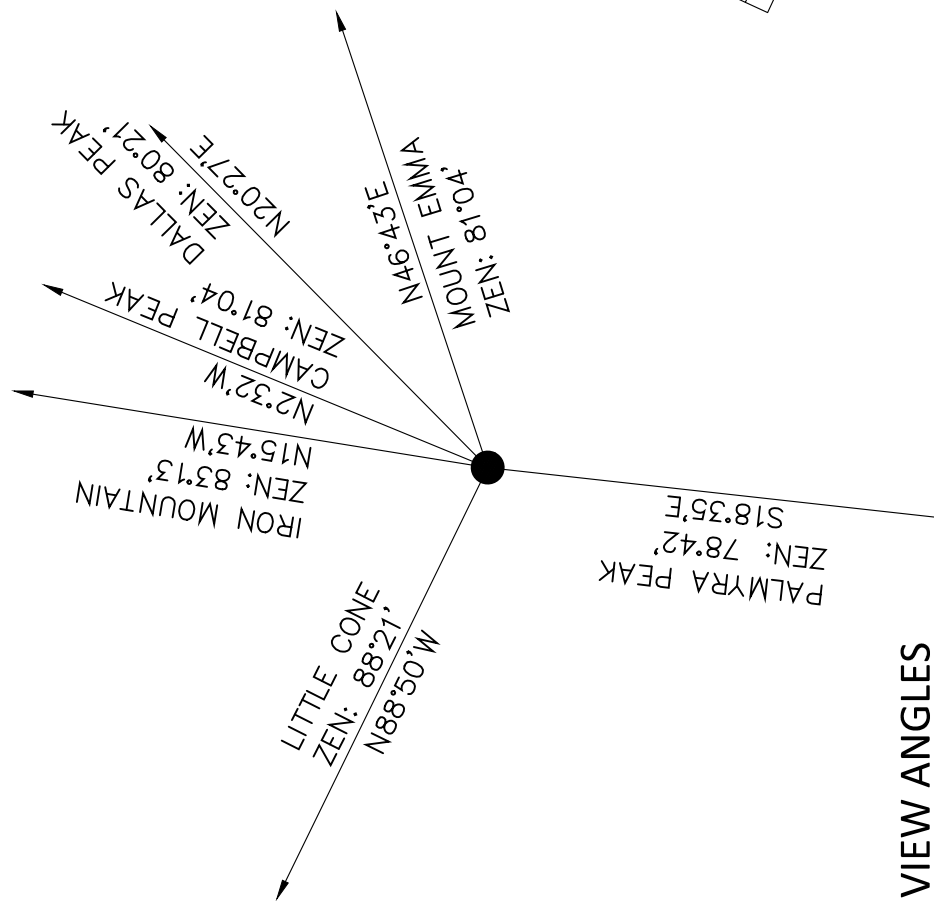 DALLAS PEAK
ZEN: 80°21'
N20°27'E
N46°43'E
MOUNT EMMA
ZEN: 81°04'
CAMPBELL PEAK
ZEN: 81°04'
N2°32'W
N15°43'W
ZEN: 83°13'
IRON MOUNTAIN
LITTLE CONE
ZEN: 88°21'
N88°50'W
S18°35'E
ZEN: 78°42'
PALMYRA PEAK
VIEW ANGLES